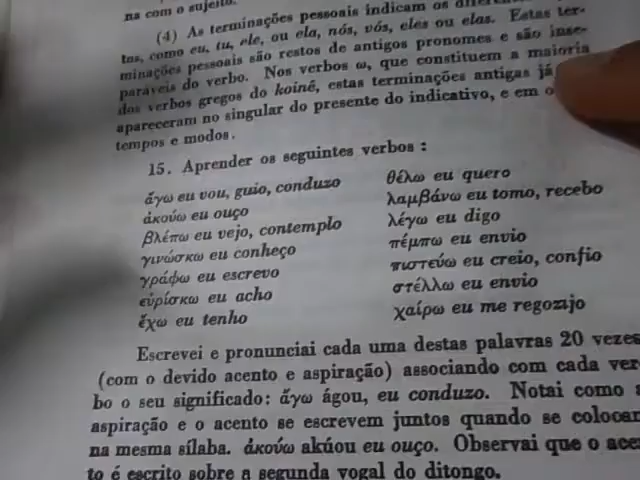 na com o sujeito.
(4) As terminações pessoais indicam os
tos, como eu, tu, ele, ou ela, nós, vós, eles ou elas. Estas ter-
minações pessoais são restos de antigos pronomes e são inse-
paráveis do verbo. Nos verbos ω, que constituem a maioria
dos verbos gregos do koinê, estas terminações antigas já
apareceram no singular do presente do indicativo, e em
tempos e modos.
15. Aprender os seguintes verbos :
ἄγω eu vou, guio, conduzo
ἀκούω eu ouço
βλέπω eu vejo, contemplo
γινώσκω eu conheço
γράφω eu escrevo
εὑρίσκω eu acho
ἔχω eu tenho
θέλω eu quero
λαμβάνω eu tomo, recebo
λέγω eu digo
πέμπω eu envio
πιστεύω eu creio, confio
στέλλω eu envio
χαίρω eu me regozijo
Escrevei e pronunciai cada uma destas palavras 20 vezes
(com o devido acento e aspiração) associando com cada ver-
bo o seu significado: ἄγω ágou, eu conduzo. Notai como a
aspiração e o acento se escrevem juntos quando se colocam
na mesma sílaba. ἀκούω akúou eu ouço. Observai que o ace
to é escrito sobre a segunda vogal do ditongo.